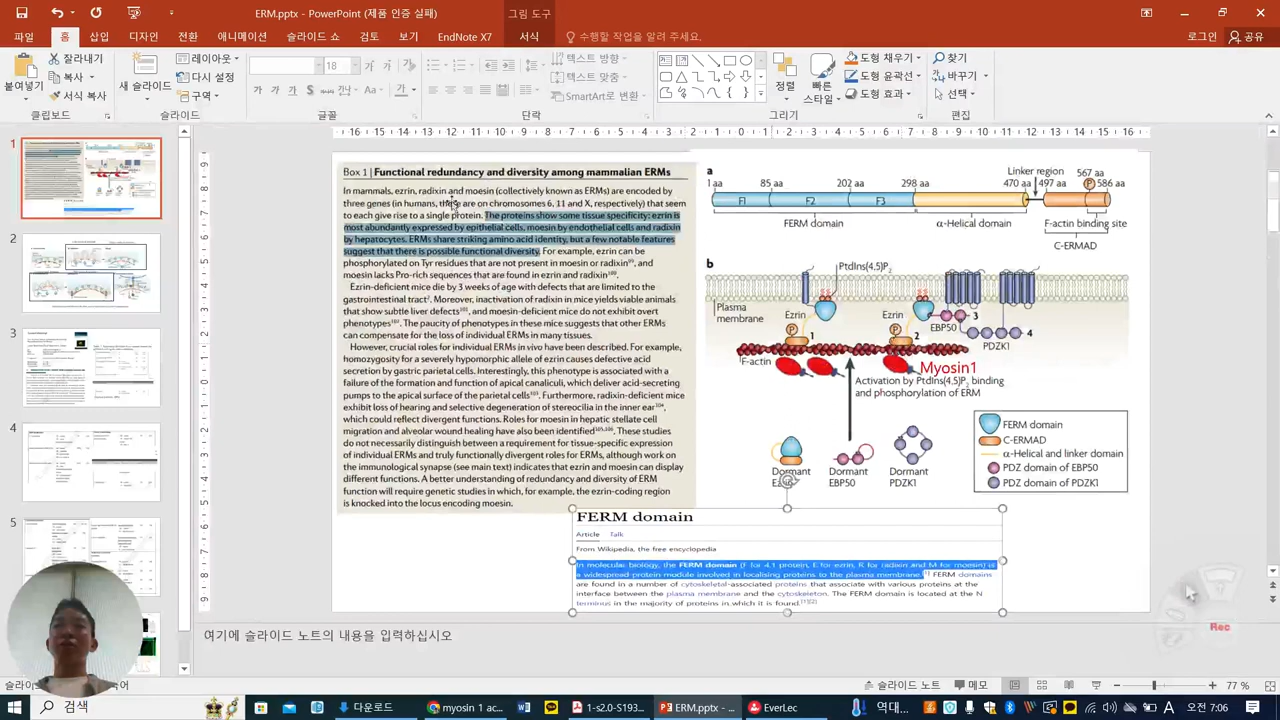 ERM.pptx - PowerPoint (제품 인증 실패)
그림 도구
파일
홈
삽입
디자인
전환
애니메이션
슬라이드 쇼
검토
보기
EndNote X7
서식
수행할 작업을 알려 주세요.
로그인
공유
붙여넣기
잘라내기
복사
서식 복사
클립보드
새 슬라이드
레이아웃
다시 설정
구역
슬라이드
18
글꼴
텍스트 방향
텍스트 맞춤
SmartArt로 변환
단락
정렬
빠른 스타일
도형 채우기
도형 윤곽선
도형 효과
그리기
찾기
바꾸기
선택
편집
1
2
3
4
5
Box 1 | Functional redundancy and diversity among mammalian ERMs
In mammals, ezrin, radixin and moesin (collectively known as ERMs) are encoded by
three genes (in humans, these are on chromosomes 6, 11 and X, respectively) that seem
to each give rise to a single protein. The proteins show some tissue specificity: ezrin is
most abundantly expressed by epithelial cells, moesin by endothelial cells and radixin
by hepatocytes. ERMs share striking amino acid identity, but a few notable features
suggest that there is possible functional diversity. For example, ezrin can be
phosphorylated on Tyr residues that are not present in moesin or radixin, and
moesin lacks Pro-rich sequences that are found in ezrin and radixin.
Ezrin-deficient mice die by 3 weeks of age with defects that are limited to the
gastrointestinal tract. Moreover, inactivation of radixin in mice yields viable animals
that show subtle liver defects, and moesin-deficient mice do not exhibit overt
phenotypes. The paucity of phenotypes in these mice suggests that other ERMs
can compensate for the loss of individual ERMs in many tissues.
However, crucial roles for individual ERMs in vivo have been described. For example,
homozygosity for a severely hypomorphic allele of ezrin causes defective acid
secretion by gastric parietal cells. Interestingly, this phenotype is associated with a
failure of the formation and function of apical canaliculi, which deliver acid-secreting
pumps to the apical surface of the parietal cells. Furthermore, radixin-deficient mice
exhibit loss of hearing and selective degeneration of stereocilia in the inner ear,
which could reflect divergent functions. Roles for moesin in hepatic stellate cell
migration and alveolar wound healing have also been identified. These studies
do not necessarily distinguish between a requirement for tissue-specific expression
of individual ERMs and truly functionally divergent roles for ERMs, although work on
the immunological synapse (see main text) indicates that ezrin and moesin can display
different functions. A better understanding of redundancy and diversity of ERM
function will require genetic studies in which, for example, the ezrin-coding region
is knocked into the locus encoding moesin.
a
Linker region
567 aa
1 aa 85 aa 202 aa 298 aa 470 aa 497 aa P 586 aa
F1 F2 F3
FERM domain α-Helical domain F-actin binding site
C-ERMAD
b
PtdIns(4,5)P2
Plasma membrane
Ezrin
P
1
Ezrin
P
2
EBP50
3
4
PDZK1
F-actin
Myosin1
Activation by PtdIns(4,5)P2 binding
and phosphorylation of ERM
Dormant
Dormant EBP50
Dormant PDZK1
FERM domain
C-ERMAD
α-Helical and linker domain
PDZ domain of EBP50
PDZ domain of PDZK1
FERM domain
Article Talk
From Wikipedia, the free encyclopedia
In molecular biology, the FERM domain (F for 4.1 protein, E for ezrin, R for radixin and M for moesin) is
a widespread protein module involved in localising proteins to the plasma membrane.[1] FERM domains
are found in a number of cytoskeletal-associated proteins that associate with various proteins at the
interface between the plasma membrane and the cytoskeleton. The FERM domain is located at the N
terminus in the majority of proteins in which it is found.[1][2]
Rec
여기에 슬라이드 노트의 내용을 입력하십시오
슬라이드 노트
메모
77 %
검색
다운로드
myosin 1 ac...
1-s2.0-S193...
ERM.pptx - ...
EverLec
역대...
오전 7:06